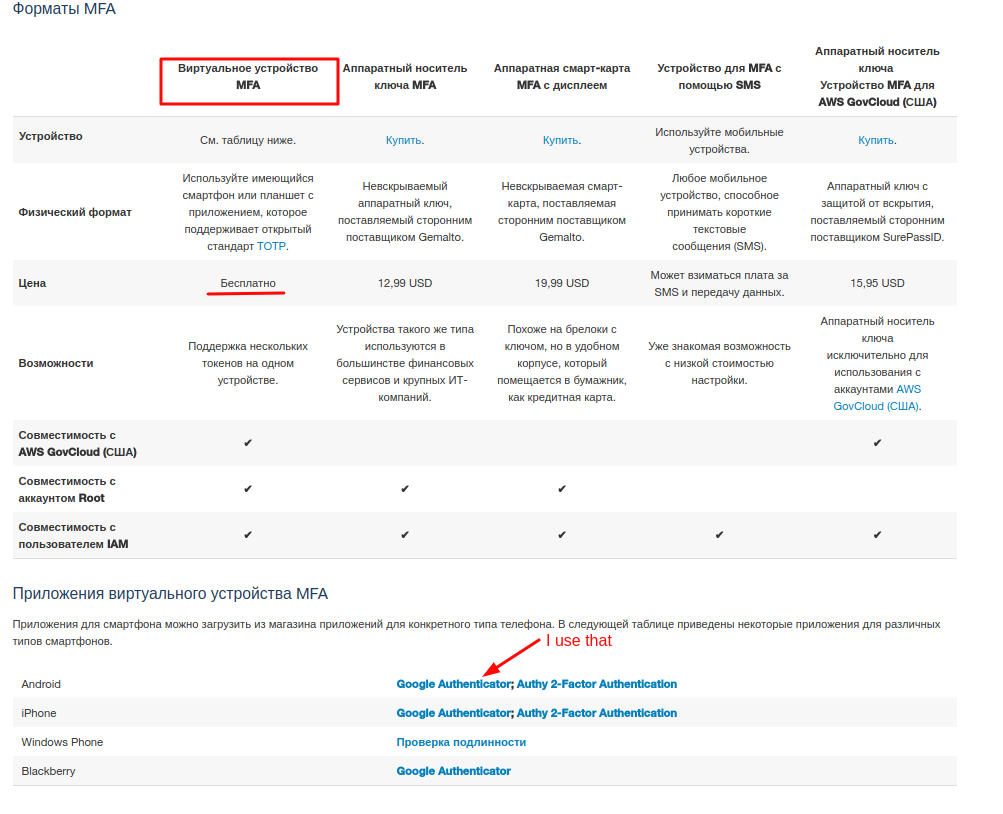 Форматы MFA
Виртуальное устройство
MFA
Аппаратный носитель
ключа MFA
Аппаратная смарт-карта
MFA с дисплеем
Устройство для MFA с
помощью SMS
Аппаратный носитель
ключа
Устройство MFA для
AWS GovCloud (США)
Устройство
См. таблицу ниже.
Купить.
Купить.
Используйте мобильные
устройства.
Купить.
Физический формат
Используйте имеющийся
смартфон или планшет с
приложением, которое
поддерживает открытый
стандарт TOTP.
Невскрываемый
аппаратный ключ,
поставляемый сторонним
поставщиком Gemalto.
Невскрываемая смарт-
карта, поставляемая
сторонним поставщиком
Gemalto.
Любое мобильное
устройство, способное
принимать короткие
текстовые
сообщения (SMS).
Аппаратный ключ с
защитой от вскрытия,
поставляемый сторонним
поставщиком SurePassID.
Цена
Бесплатно
12,99 USD
19,99 USD
Может взиматься плата за
SMS и передачу данных.
15,95 USD
Возможности
Поддержка нескольких
токенов на одном
устройстве.
Устройства такого же типа
используются в
большинстве финансовых
сервисов и крупных ИТ-
компаний.
Похоже на брелоки с
ключом, но в удобном
корпусе, который
помещается в бумажник,
как кредитная карта.
Уже знакомая возможность
с низкой стоимостью
настройки.
Аппаратный носитель
ключа
исключительно для
использования с
аккаунтами AWS
GovCloud (США).
Совместимость с
AWS GovCloud (США)
✔
✔
Совместимость с
аккаунтом Root
✔
✔
✔
Совместимость с
пользователем IAM
✔
✔
✔
✔
✔
Приложения виртуального устройства MFA
Приложения для смартфона можно загрузить из магазина приложений для конкретного типа телефона. В следующей таблице приведены некоторые приложения для различных
типов смартфонов.
I use that
Android
Google Authenticator; Authy 2-Factor Authentication
iPhone
Google Authenticator; Authy 2-Factor Authentication
Windows Phone
Проверка подлинности
Blackberry
Google Authenticator